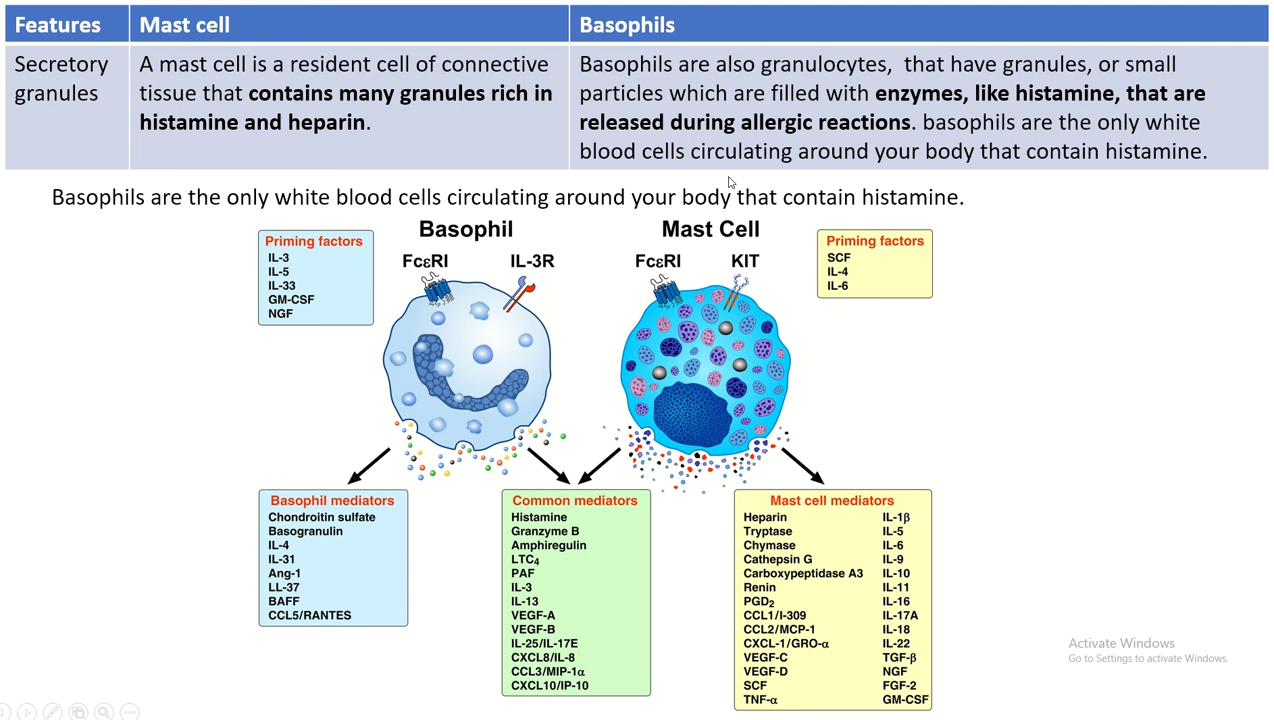 Features Mast cell Basophils
Secretory granules
A mast cell is a resident cell of connective
tissue that contains many granules rich in
histamine and heparin.
Basophils are also granulocytes, that have granules, or small
particles which are filled with enzymes, like histamine, that are
released during allergic reactions. basophils are the only white
blood cells circulating around your body that contain histamine.
Basophils are the only white blood cells circulating around your body that contain histamine.
Basophil
Mast Cell
Priming factors
IL-3
IL-5
IL-33
GM-CSF
NGF
FcεRI
IL-3R
FcεRI
KIT
Priming factors
SCF
IL-4
IL-6
Basophil mediators
Chondroitin sulfate
Basogranulin
IL-4
IL-31
Ang-1
LL-37
BAFF
CCL5/RANTES
Common mediators
Histamine
Granzyme B
Amphiregulin
LTC4
PAF
IL-3
IL-13
VEGF-A
VEGF-B
IL-25/IL-17E
CXCL8/IL-8
CCL3/MIP-1α
CXCL10/IP-10
Mast cell mediators
Heparin IL-1β
Tryptase IL-5
Chymase IL-6
Cathepsin G IL-9
Carboxypeptidase A3 IL-10
Renin IL-11
PGD2 IL-16
CCL1/I-309 IL-17A
CCL2/MCP-1 IL-18
CXCL-1/GRO-α IL-22
VEGF-C TGF-β
VEGF-D NGF
SCF FGF-2
TNF-α GM-CSF
Activate Windows
Go to Settings to activate Windows.